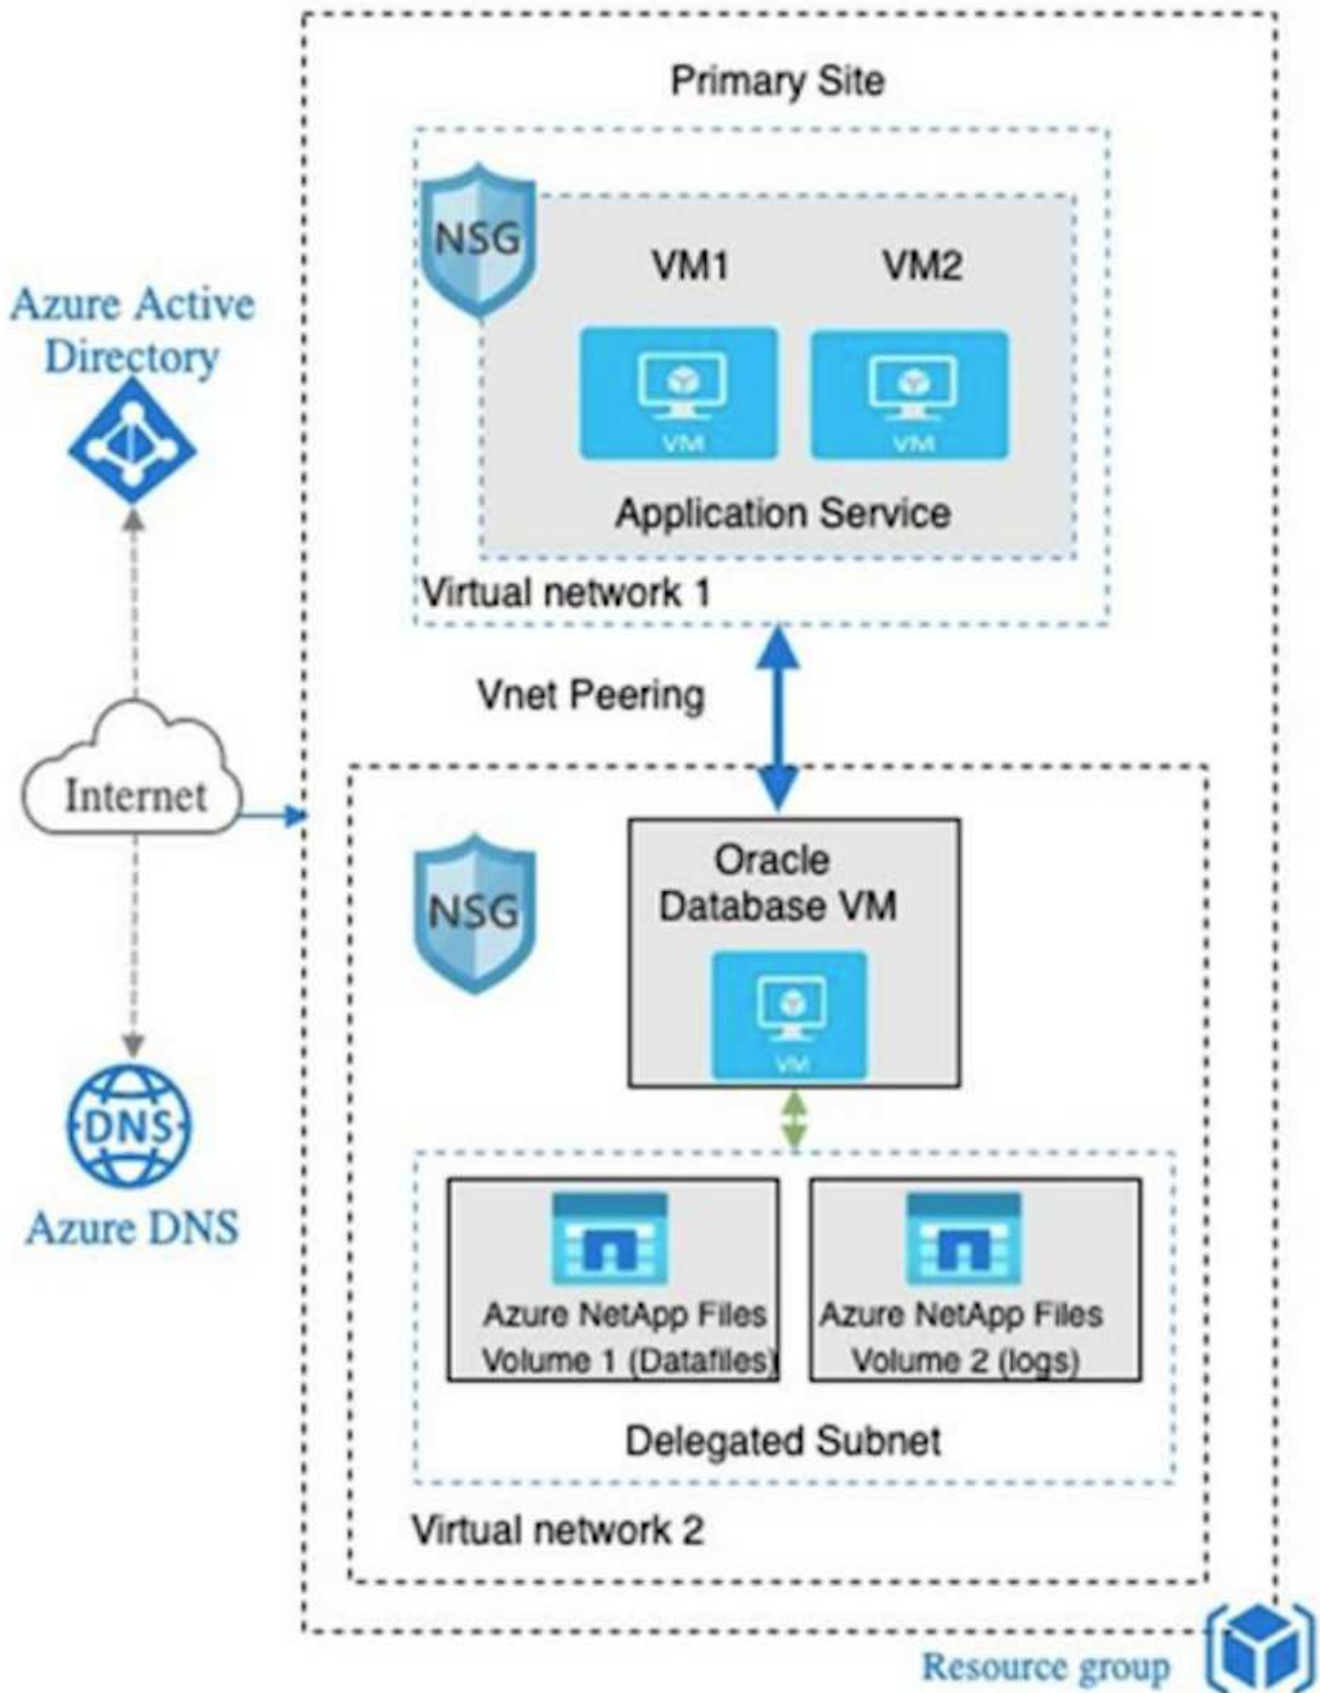 Primary Site
NSG
VM1
VM2
VM
VM
Application Service
Virtual network 1
Azure Active
Directory
Vnet Peering
Internet
NSG
Oracle
Database VM
VM
DNS
Azure DNS
Azure NetApp Files
Volume 1 (Datafiles)
Azure NetApp Files
Volume 2 (logs)
Delegated Subnet
Virtual network 2
Resource group